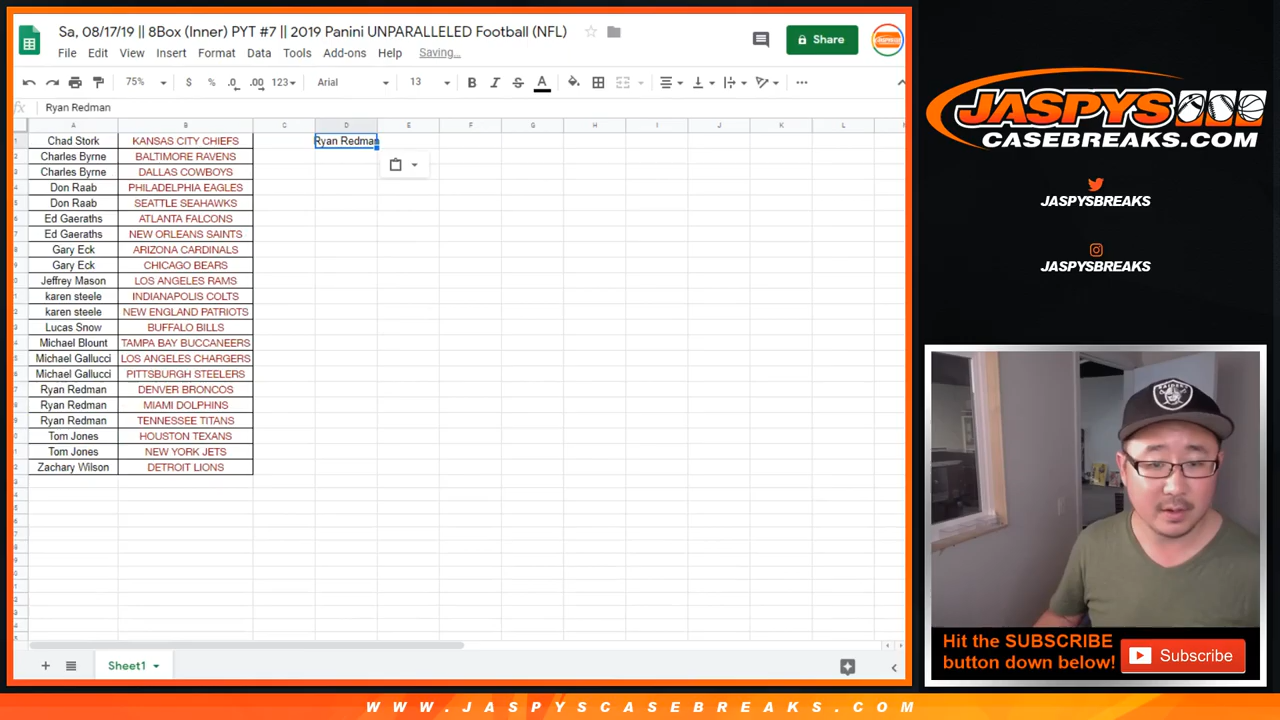 Sa, 08/17/19 || 8Box (Inner) PYT #7 || 2019 Panini UNPARALLELED Football (NFL)
File Edit View Insert Format Data Tools Add-ons Help Saving...
Share
75% $ % .0 .00 123 Arial 13 B I S A
fx Ryan Redman
A B C D E F G H I J K L
Chad Stork KANSAS CITY CHIEFS Ryan Redman
Charles Byrne BALTIMORE RAVENS
Charles Byrne DALLAS COWBOYS
Don Raab PHILADELPHIA EAGLES
Don Raab SEATTLE SEAHAWKS
Ed Gaeraths ATLANTA FALCONS
Ed Gaeraths NEW ORLEANS SAINTS
Gary Eck ARIZONA CARDINALS
Gary Eck CHICAGO BEARS
Jeffrey Mason LOS ANGELES RAMS
karen steele INDIANAPOLIS COLTS
karen steele NEW ENGLAND PATRIOTS
Lucas Snow BUFFALO BILLS
Michael Blount TAMPA BAY BUCCANEERS
Michael Gallucci LOS ANGELES CHARGERS
Michael Gallucci PITTSBURGH STEELERS
Ryan Redman DENVER BRONCOS
Ryan Redman MIAMI DOLPHINS
Ryan Redman TENNESSEE TITANS
Tom Jones HOUSTON TEXANS
Tom Jones NEW YORK JETS
Zachary Wilson DETROIT LIONS
Sheet1
JASPYS
CASEBREAKS.COM
JASPYSBREAKS
JASPYSBREAKS
RAIDERS
Hit the SUBSCRIBE
button down below!
Subscribe
WWW.JASPYSCASEBREAKS.COM